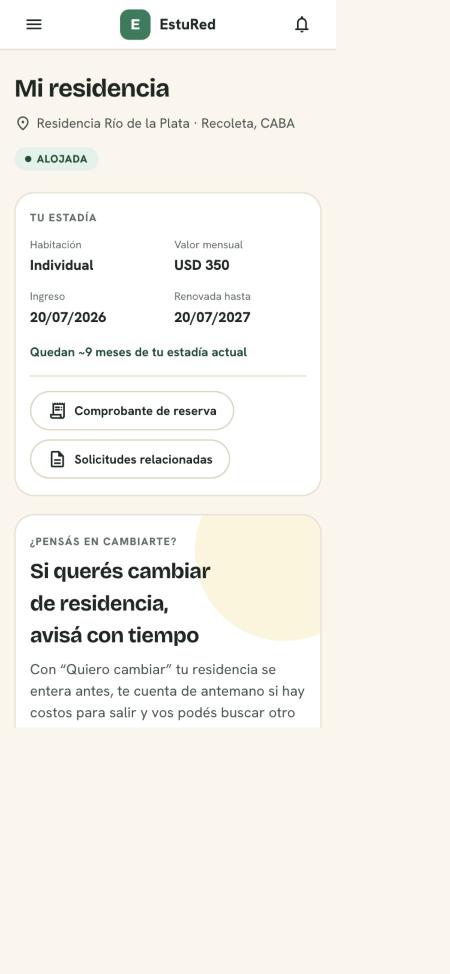 E EstuRed
Mi residencia
Residencia Río de la Plata · Recoleta, CABA
ALOJADA
TU ESTADÍA
Habitación Valor mensual
Individual USD 350
Ingreso Renovada hasta
20/07/2026 20/07/2027
Quedan ~9 meses de tu estadía actual
Comprobante de reserva
Solicitudes relacionadas
¿PENSÁS EN CAMBIARTE?
Si querés cambiar
de residencia,
avisá con tiempo
Con “Quiero cambiar” tu residencia se
entera antes, te cuenta de antemano si hay
costos para salir y vos podés buscar otro